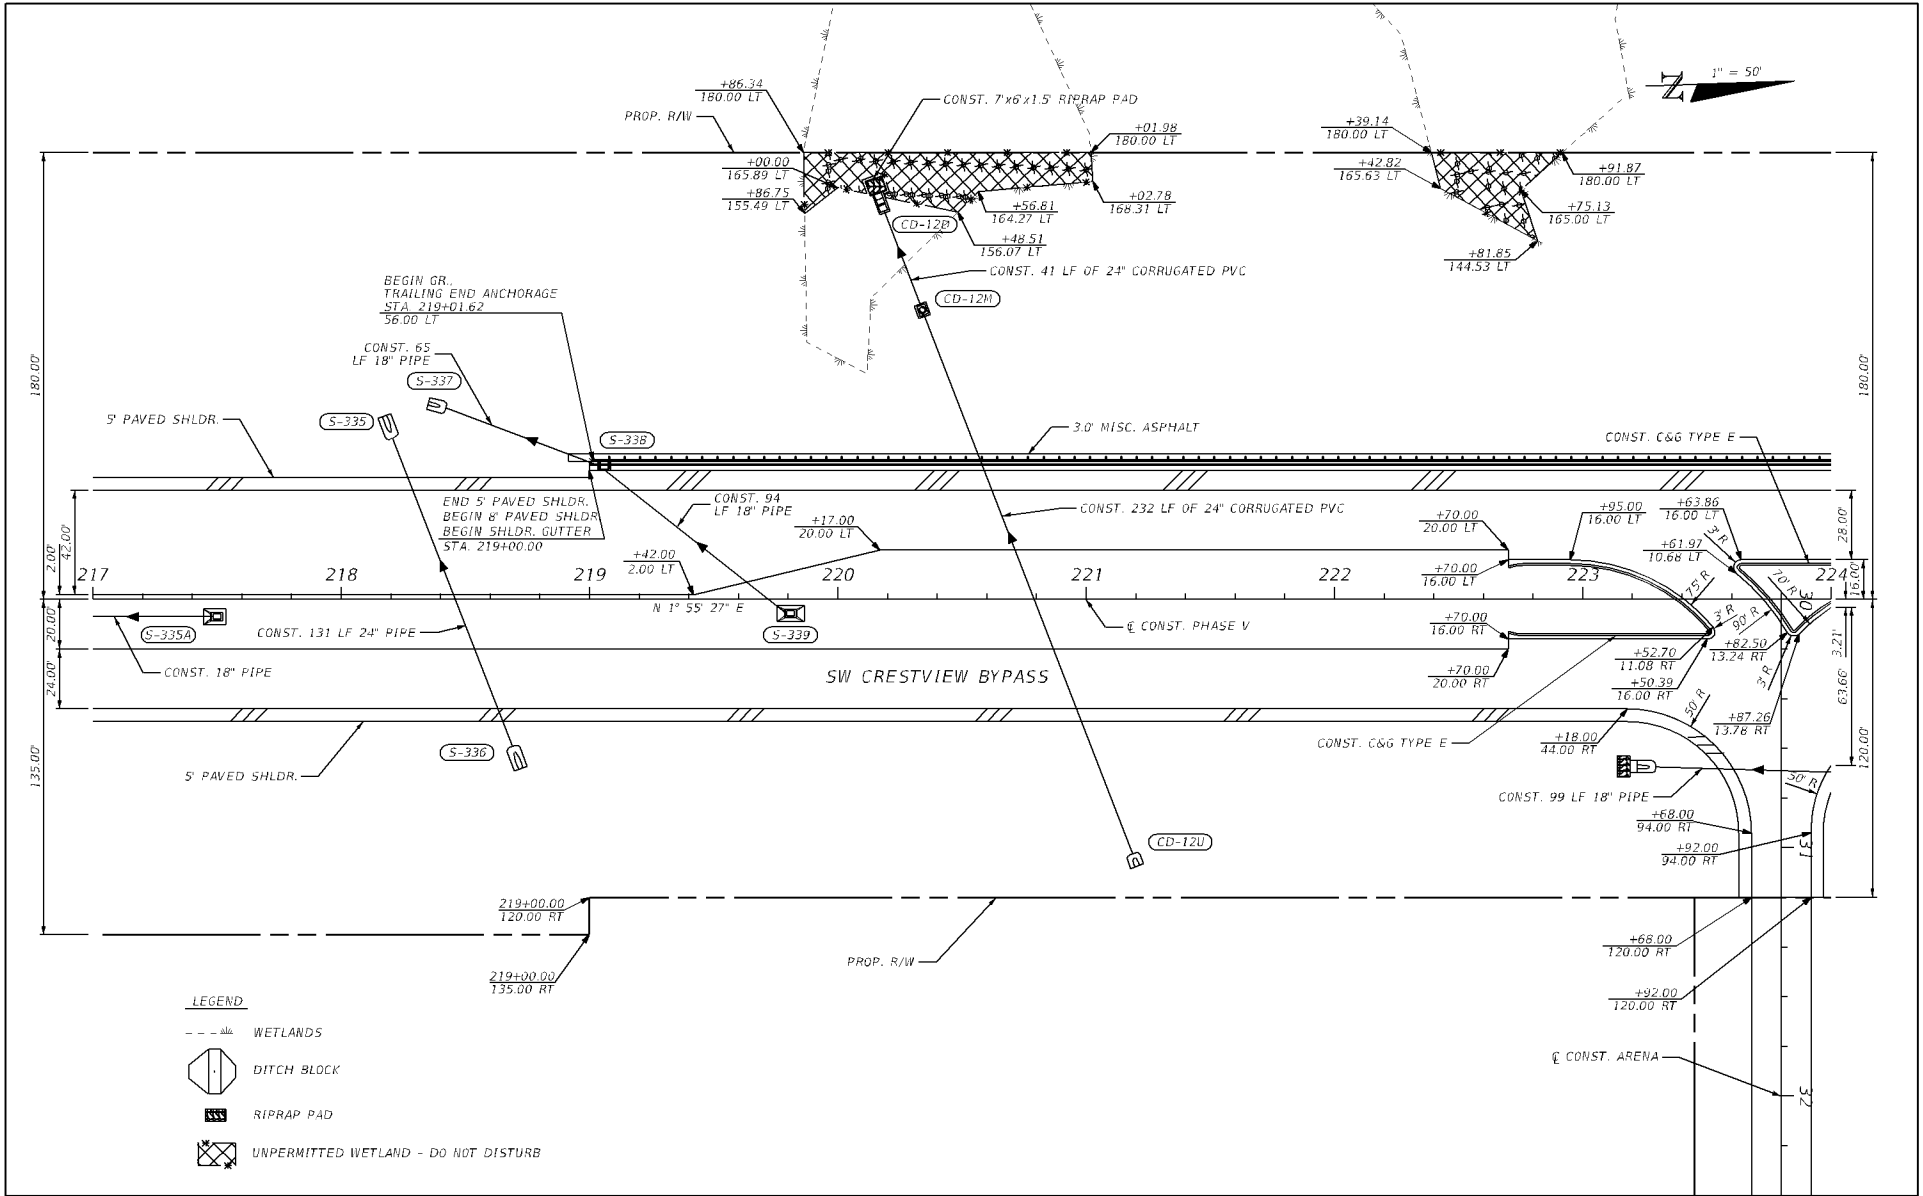 1" = 50'
N
+86.34
180.00 LT
PROP. R/W
CONST. 7'x6'x1.5' RIPRAP PAD
+01.98
180.00 LT
+39.14
180.00 LT
+00.00
165.89 LT
+86.75
155.49 LT
+42.82
165.63 LT
+91.87
180.00 LT
+56.81
164.27 LT
+02.78
168.31 LT
+75.13
165.00 LT
+48.51
156.07 LT
+81.85
144.53 LT
CONST. 41 LF OF 24" CORRUGATED PVC
CD-12M
BEGIN GR.,
TRAILING END ANCHORAGE
STA. 219+01.62
56.00 LT
CONST. 65
LF 18" PIPE
S-337
180.00'
180.00'
5' PAVED SHLDR.
S-335
S-338
3.0' MISC. ASPHALT
CONST. C&G TYPE E
END 5' PAVED SHLDR.
BEGIN 8' PAVED SHLDR.
BEGIN SHLDR. GUTTER
STA. 219+00.00
CONST. 94
LF 18" PIPE
CONST. 232 LF OF 24" CORRUGATED PVC
+17.00
20.00 LT
+70.00
20.00 LT
+95.00
16.00 LT
+63.86
16.00 LT
28.00'
2.00'
42.00'
+42.00
2.00 LT
+70.00
16.00 LT
+61.97
10.68 LT
3' R
217
218
219
220
221
222
223
224
16.00'
75' R
70' R
30
N 1° 55' 27" E
S-335A
CONST. 131 LF 24" PIPE
S-339
℄ CONST. PHASE V
+70.00
16.00 RT
3' R
90' R
+82.50
13.24 RT
3.21'
20.00'
CONST. 18" PIPE
24.00'
SW CRESTVIEW BYPASS
+70.00
20.00 RT
+52.70
11.08 RT
+50.39
16.00 RT
3' R
50' R
63.66'
+87.26
13.78 RT
S-336
CONST. C&G TYPE E
+18.00
44.00 RT
5' PAVED SHLDR.
135.00'
120.00'
CONST. 99 LF 18" PIPE
50' R
CD-12U
+68.00
94.00 RT
+92.00
94.00 RT
31
219+00.00
120.00 RT
+68.00
120.00 RT
PROP. R/W
219+00.00
135.00 RT
+92.00
120.00 RT
℄ CONST. ARENA
32
LEGEND
WETLANDS
DITCH BLOCK
RIPRAP PAD
UNPERMITTED WETLAND - DO NOT DISTURB